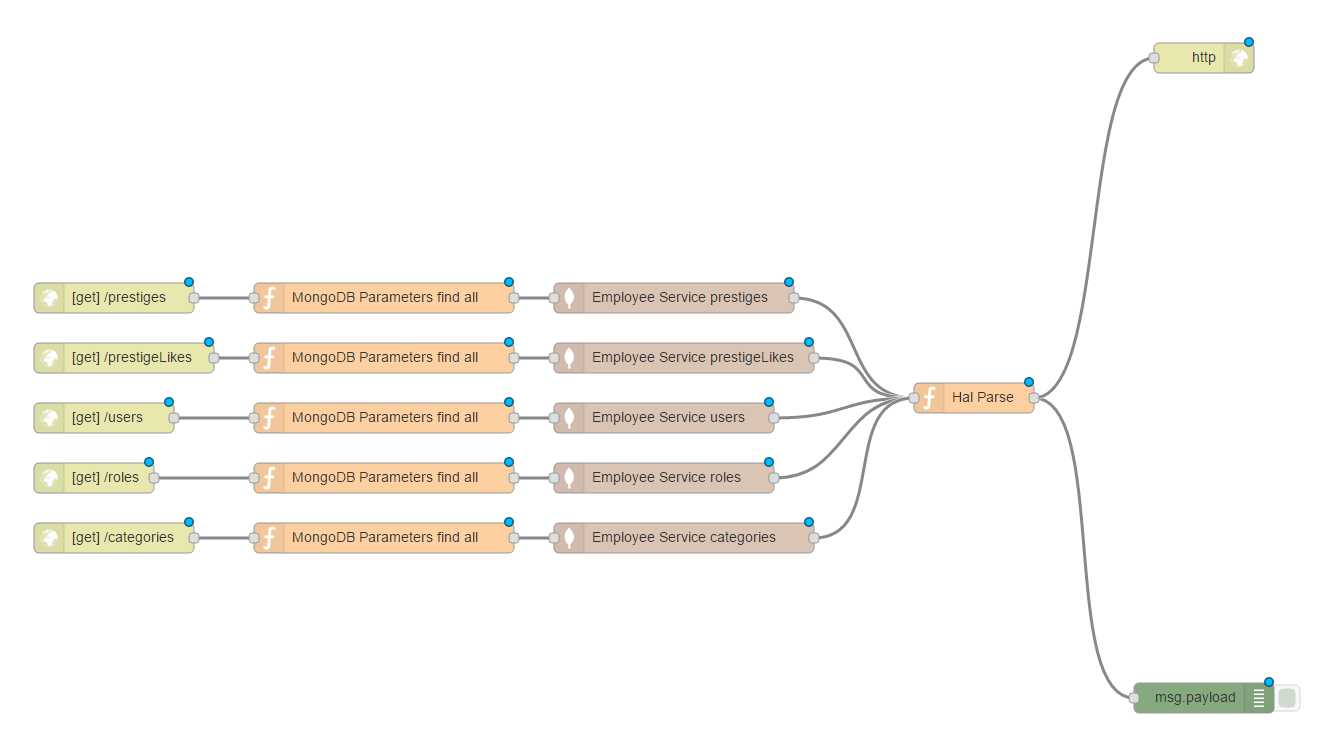 http
[get] /prestiges
MongoDB Parameters find all
Employee Service prestiges
[get] /prestigeLikes
MongoDB Parameters find all
Employee Service prestigeLikes
Hal Parse
[get] /users
MongoDB Parameters find all
Employee Service users
[get] /roles
MongoDB Parameters find all
Employee Service roles
[get] /categories
MongoDB Parameters find all
Employee Service categories
msg.payload